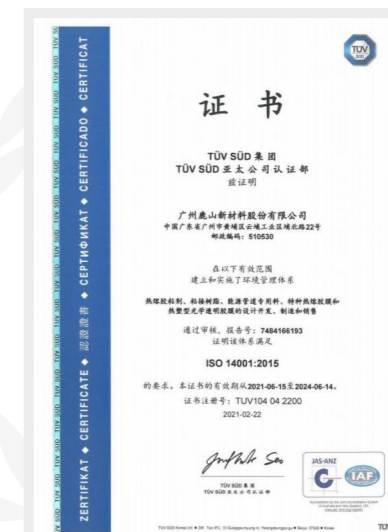 TÜV SÜD
证书
TÜV SÜD 集团
TÜV SÜD 亚太公司认证部
兹证明
广州鹿山新材料股份有限公司
中国广东省广州市黄埔区云埔工业区埔北路22号
邮政编码：510530
在以下有效范围
建立和实施了环境管理体系
热熔胶粘剂、粘接树脂、能源管道专用料、特种热熔胶膜和
热塑型光学透明胶膜的设计开发、制造和销售
通过审核，报告号：7484166193
证明该体系满足
ISO 14001:2015
的要求。本证书的有效期从2021-06-15至2024-06-14。
证书注册号：TUV104 04 2200
2021-02-22
TÜV SÜD 集团
TÜV SÜD 亚太公司认证部
JAS-ANZ
IAF
ZERTIFIKAT ◆ CERTIFICATE ◆ 認證證書 ◆ СЕРТИФИКАТ ◆ CERTIFICADO ◆ CERTIFICAT